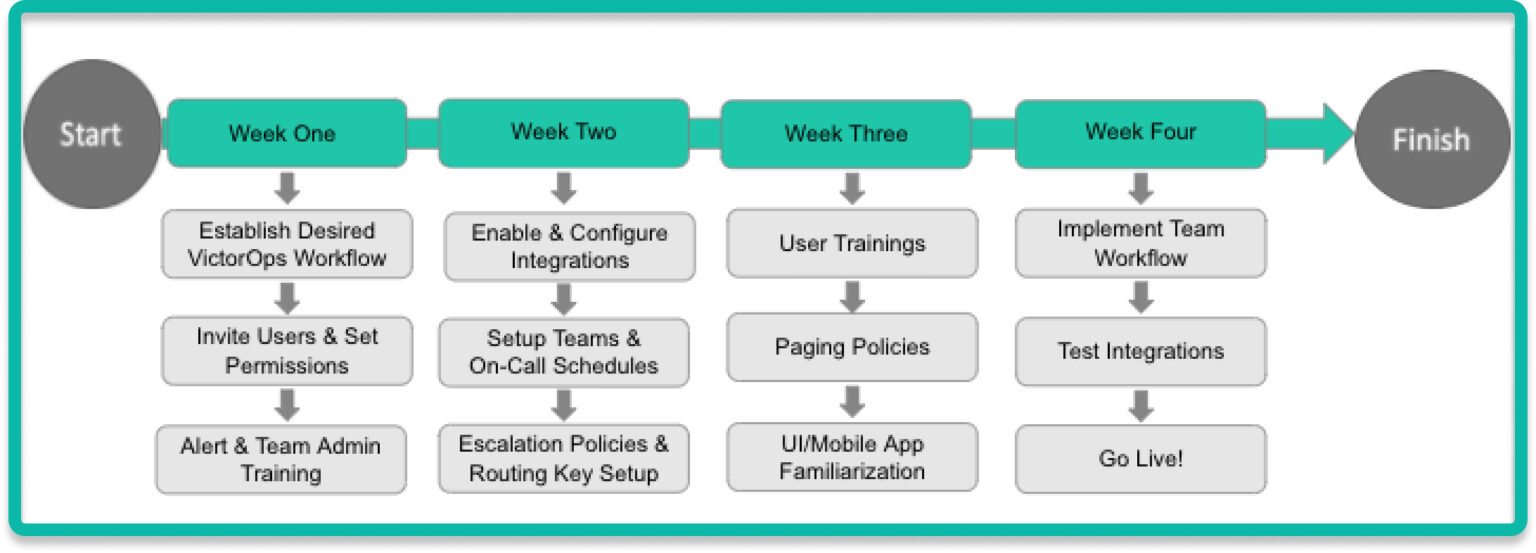 Start
Week One
Week Two
Week Three
Week Four
Finish
Establish Desired
VictorOps Workflow
Invite Users & Set
Permissions
Alert & Team Admin
Training
Enable & Configure
Integrations
Setup Teams &
On-Call Schedules
Escalation Policies &
Routing Key Setup
User Trainings
Paging Policies
UI/Mobile App
Familiarization
Implement Team
Workflow
Test Integrations
Go Live!